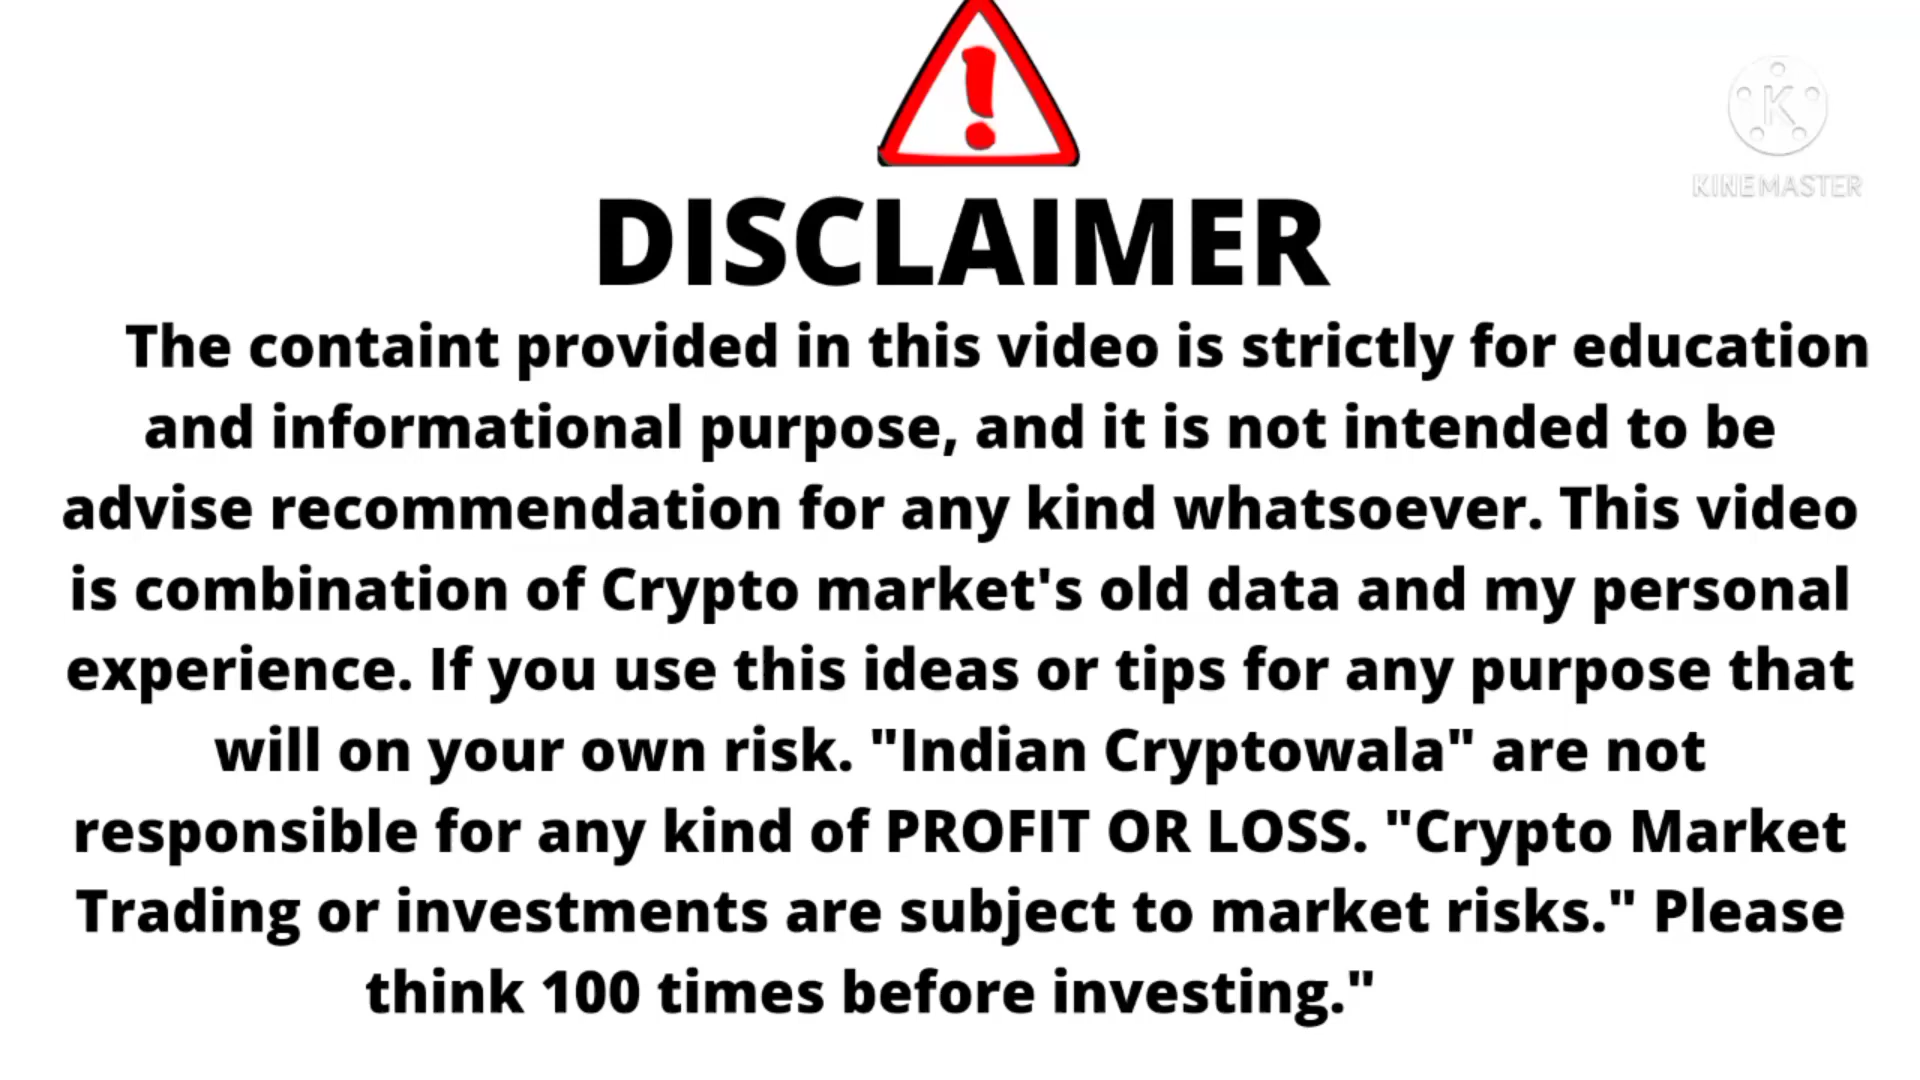 KINEMASTER
DISCLAIMER
The containt provided in this video is strictly for education
and informational purpose, and it is not intended to be
advise recommendation for any kind whatsoever. This video
is combination of Crypto market's old data and my personal
experience. If you use this ideas or tips for any purpose that
will on your own risk. "Indian Cryptowala" are not
responsible for any kind of PROFIT OR LOSS. "Crypto Market
Trading or investments are subject to market risks." Please
think 100 times before investing."